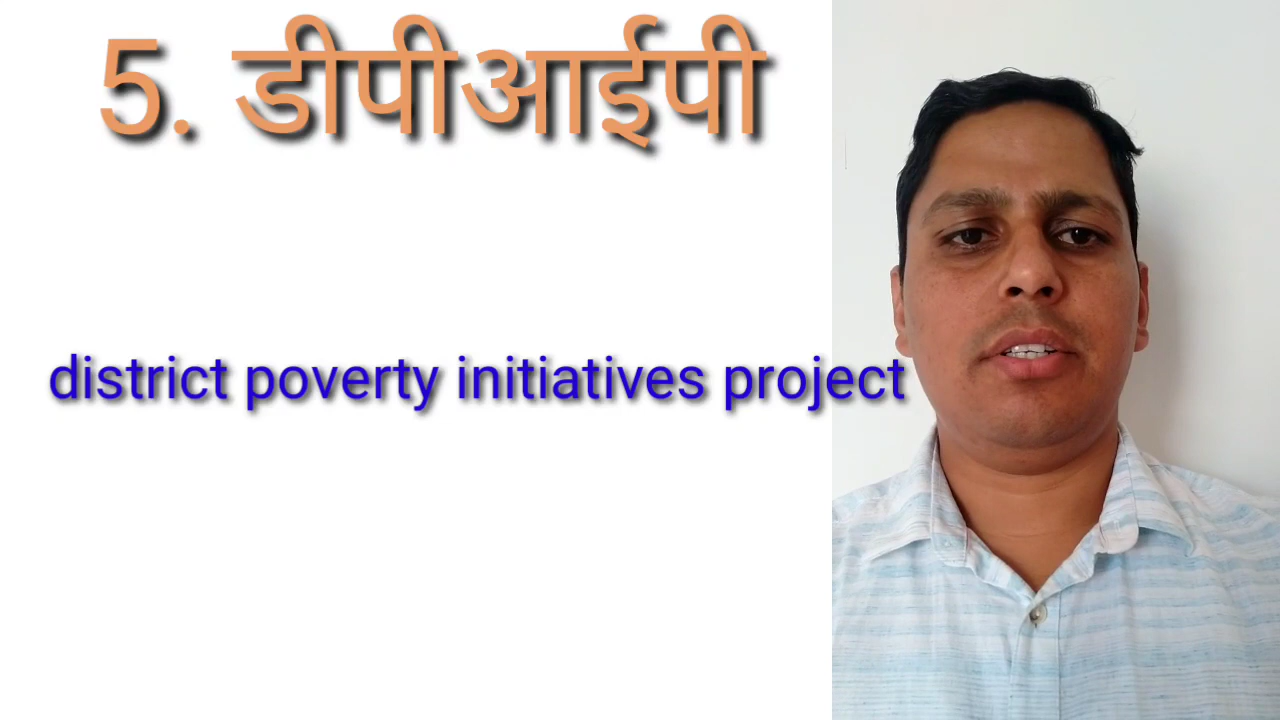 5. डीपीआईपी
district poverty initiatives project